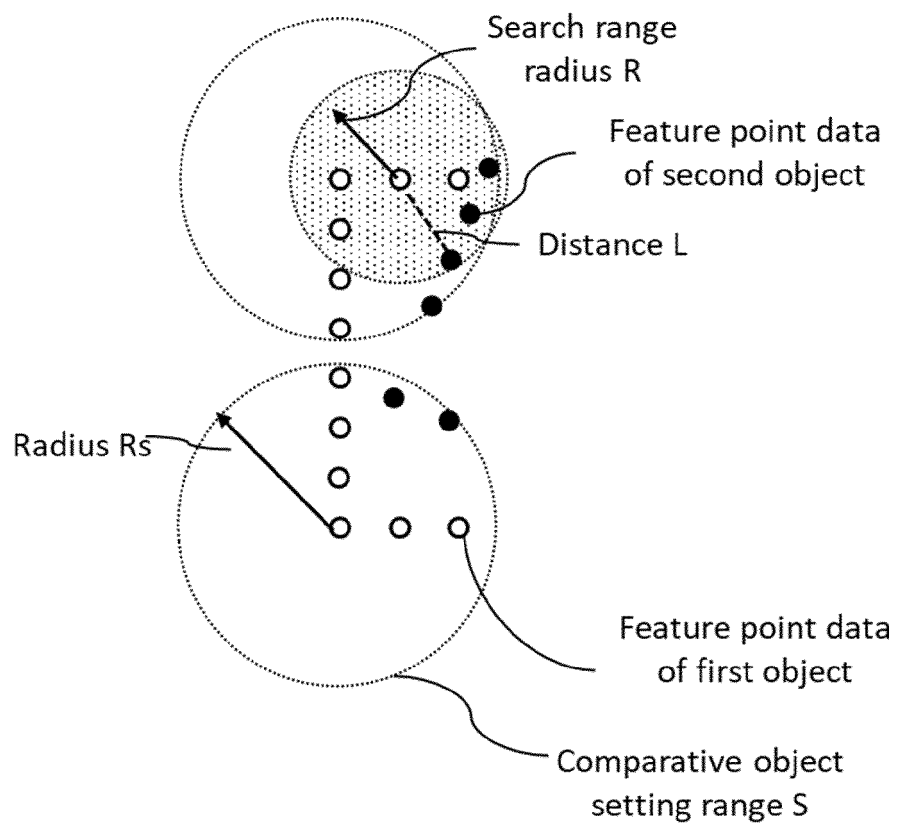 Search range
radius R
Feature point data
of second object
Distance L
Radius Rs
Feature point data
of first object
Comparative object
setting range S